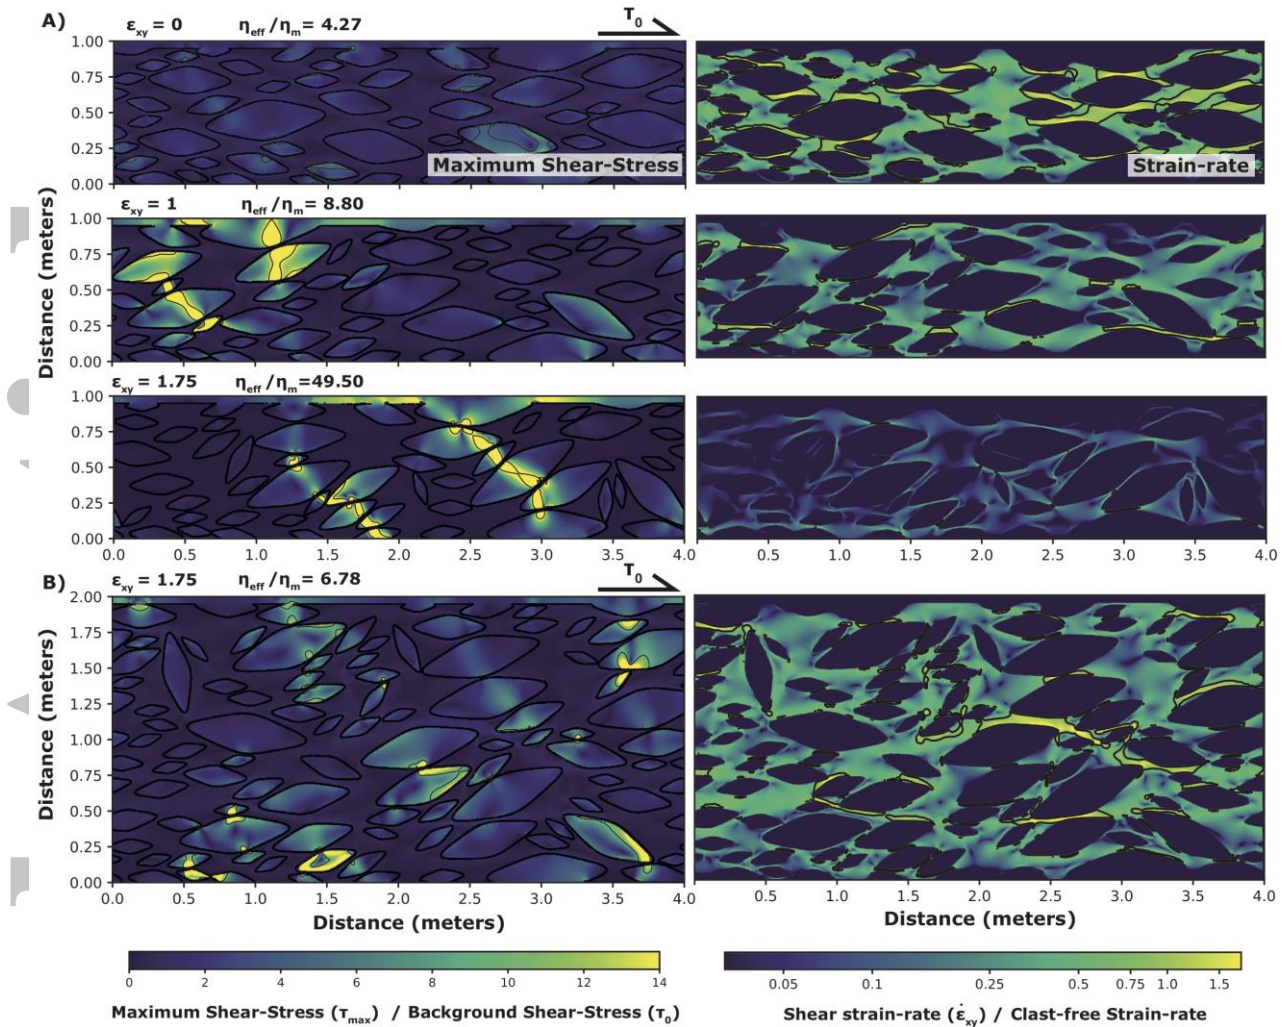 A) ε_xy = 0 η_eff /η_m = 4.27 T_0
1.00
0.75
0.50
0.25
0.00
Maximum Shear-Stress
Strain-rate
ε_xy = 1 η_eff /η_m = 8.80
1.00
0.75
0.50
0.25
0.00
Distance (meters)
ε_xy = 1.75 η_eff /η_m =49.50
1.00
0.75
0.50
0.25
0.00
0.0 0.5 1.0 1.5 2.0 2.5 3.0 3.5 4.0
0.5 1.0 1.5 2.0 2.5 3.0 3.5 4.0
B) ε_xy = 1.75 η_eff /η_m = 6.78 T_0
2.00
1.75
1.50
1.25
1.00
0.75
0.50
0.25
0.00
Distance (meters)
0.0 0.5 1.0 1.5 2.0 2.5 3.0 3.5 4.0
0.5 1.0 1.5 2.0 2.5 3.0 3.5 4.0
Distance (meters)
Distance (meters)
0 2 4 6 8 10 12 14
0.05 0.1 0.25 0.5 0.75 1.0 1.5
Maximum Shear-Stress (τ_max) / Background Shear-Stress (τ_0)
Shear strain-rate (ε̇_xy) / Clast-free Strain-rate